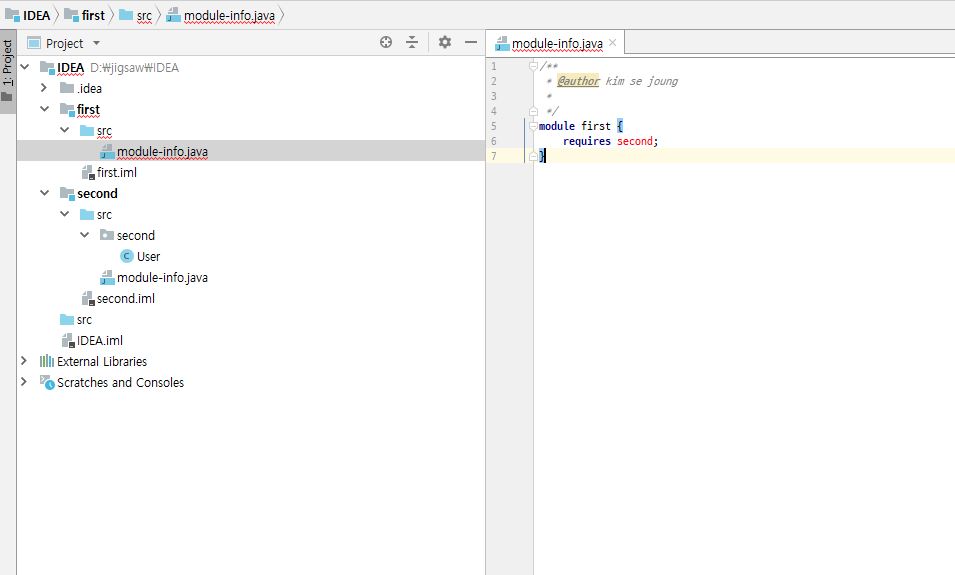 IDEA first src module-info.java
1: Project
Project
module-info.java
IDEA D:₩jigsaw₩IDEA
.idea
first
src
module-info.java
first.iml
second
src
second
C User
module-info.java
second.iml
src
IDEA.iml
External Libraries
Scratches and Consoles
1 /**
2 * @author kim se joung
3 *
4 */
5 module first {
6 requires second;
7 }